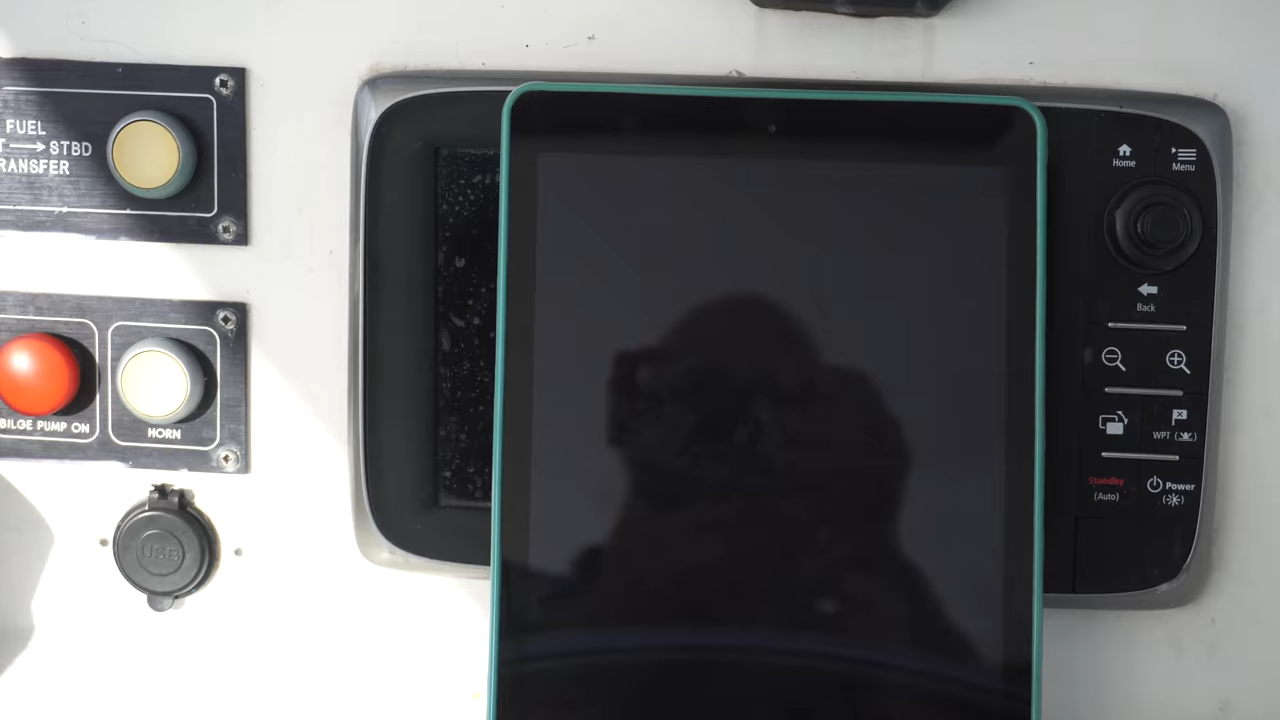 FUEL
T → STBD
RANSFER
BILGE PUMP ON
HORN
USB
Home
Menu
Back
WPT
Standby
(Auto)
Power